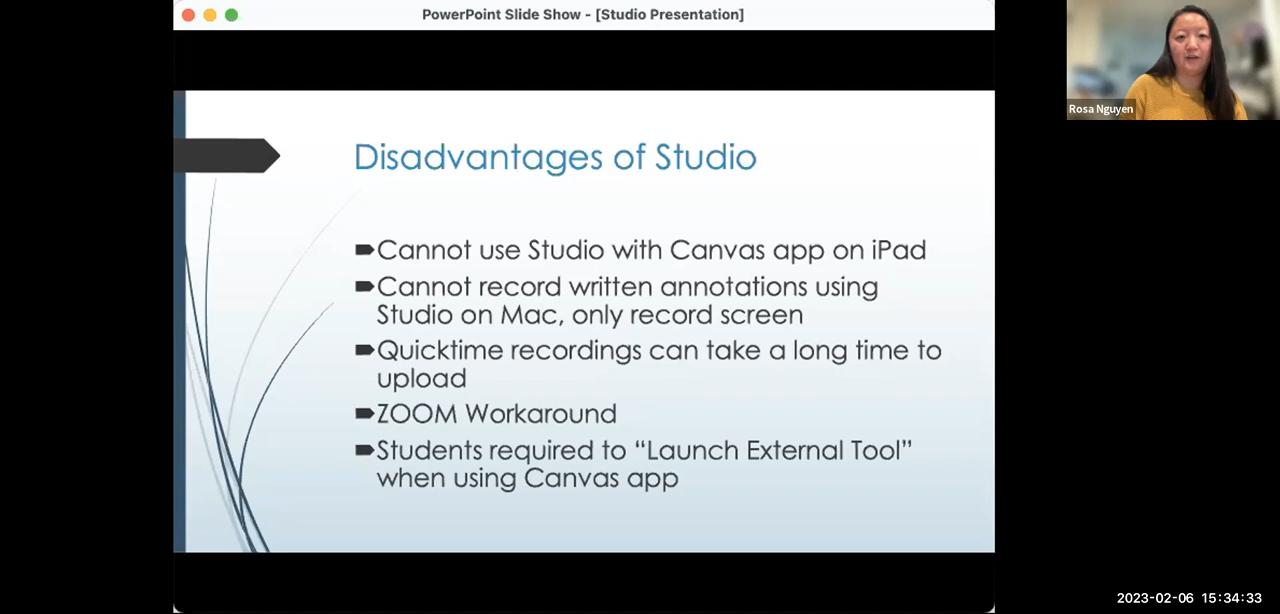 PowerPoint Slide Show - [Studio Presentation]
Rosa Nguyen
Disadvantages of Studio
Cannot use Studio with Canvas app on iPad
Cannot record written annotations using
Studio on Mac, only record screen
Quicktime recordings can take a long time to
upload
ZOOM Workaround
Students required to “Launch External Tool”
when using Canvas app
2023-02-06 15:34:33